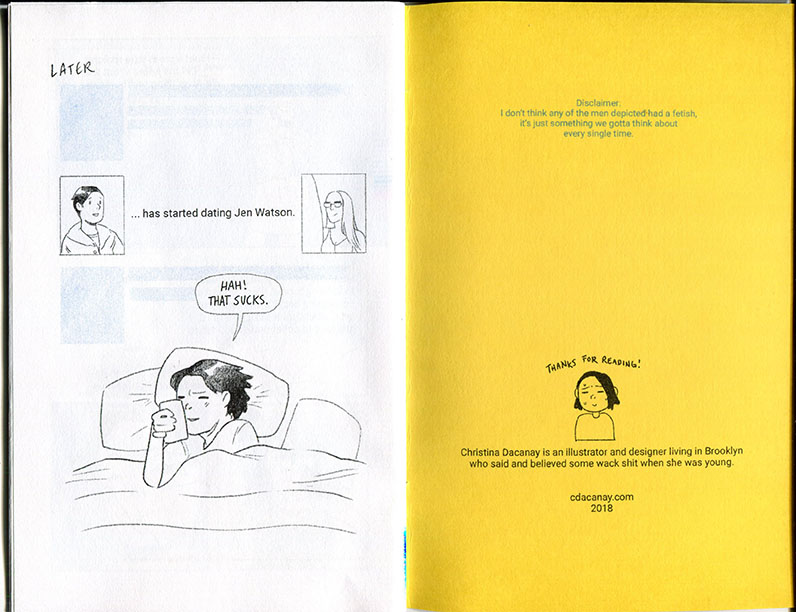 LATER
... has started dating Jen Watson.
HAH!
THAT SUCKS.
Disclaimer:
I don't think any of the men depicted had a fetish,
it's just something we gotta think about
every single time.
THANKS FOR READING!
Christina Dacanay is an illustrator and designer living in Brooklyn
who said and believed some wack shit when she was young.
cdacanay.com
2018